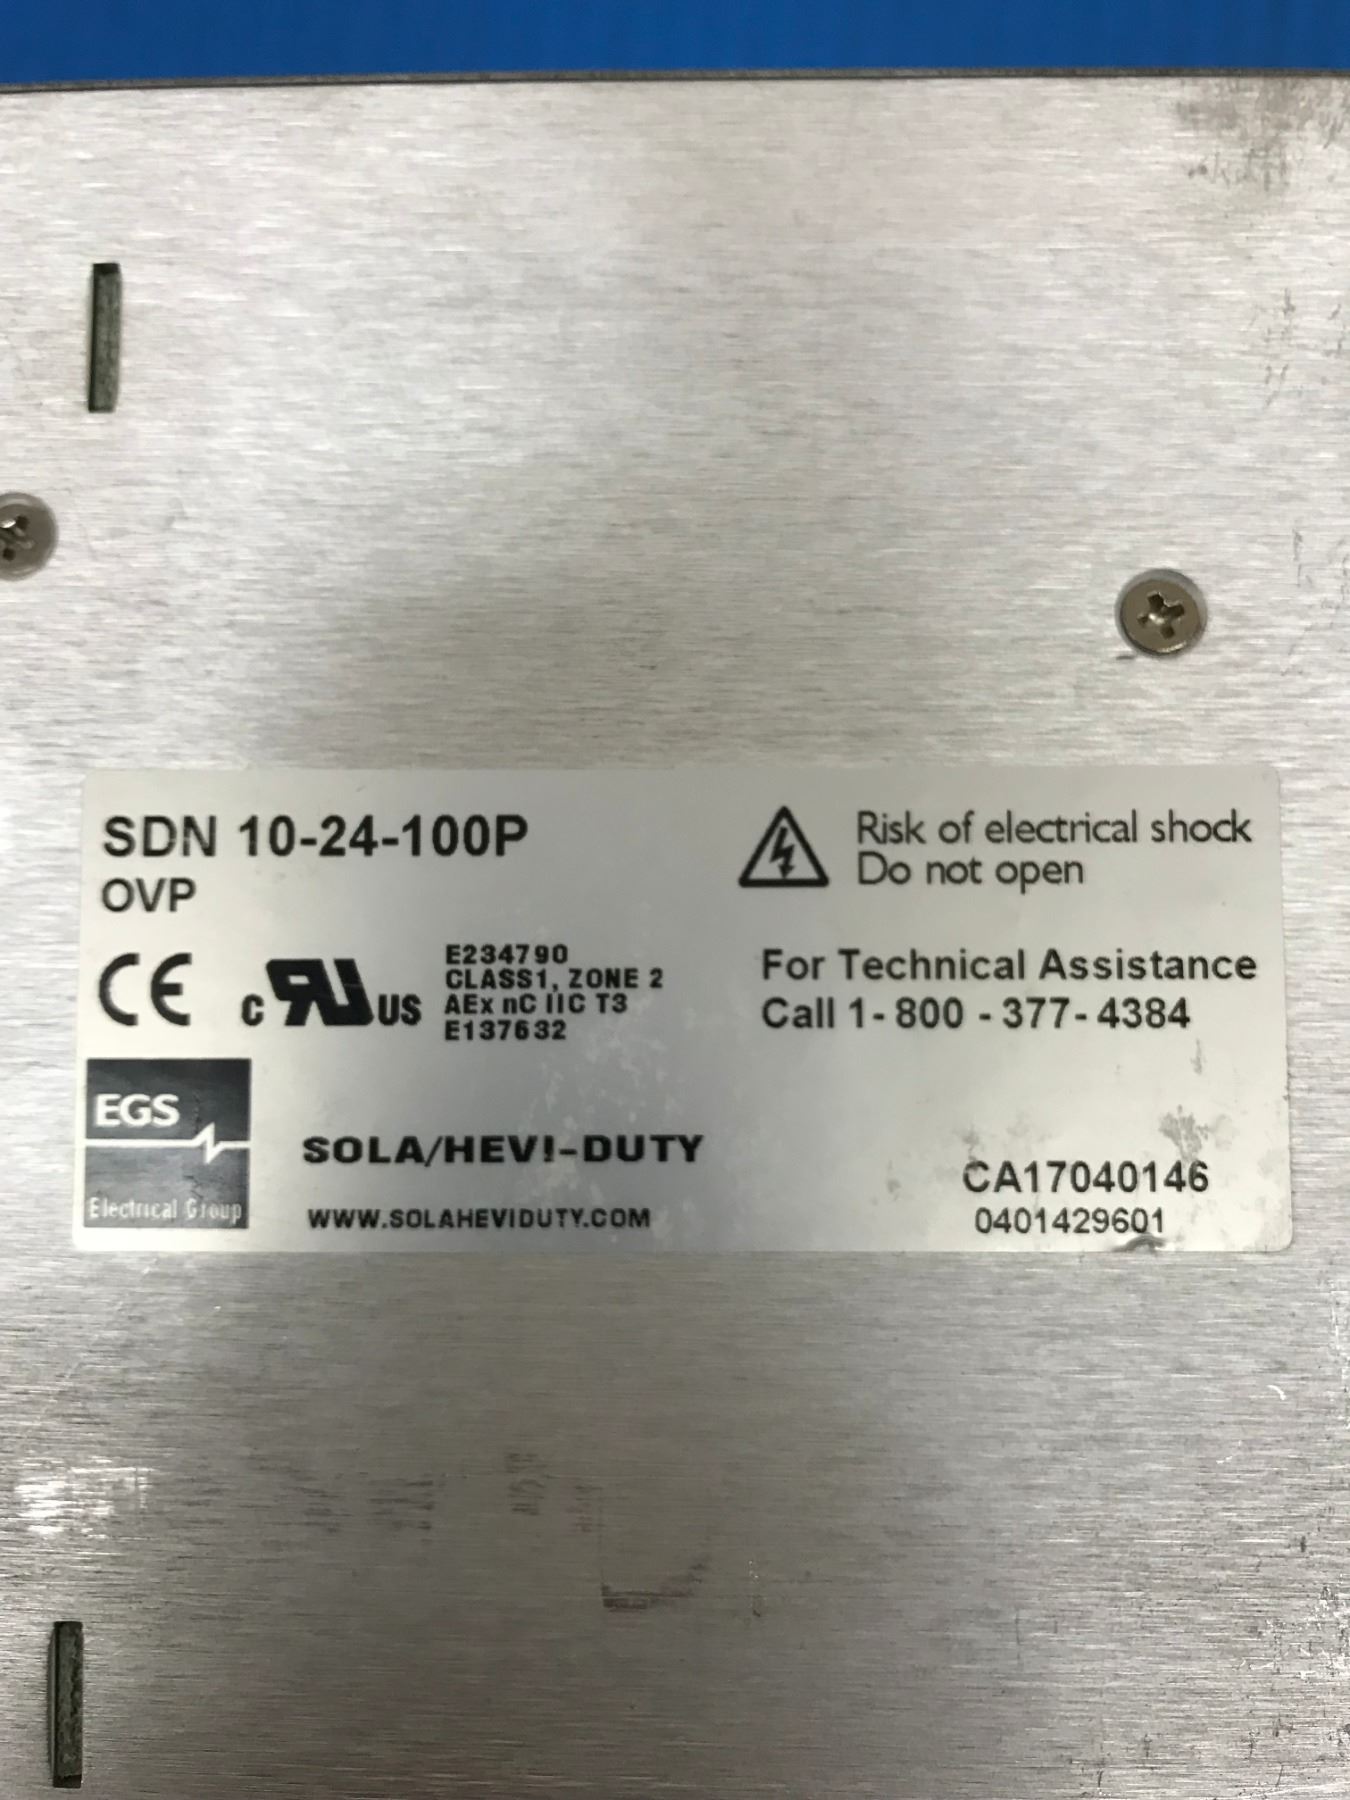 SDN 10-24-100P
OVP
Risk of electrical shock
Do not open
CE
c RU US
E234790
CLASS1, ZONE 2
AEx nC IIC T3
E137632
For Technical Assistance
Call 1-800-377-4384
EGS
Electrical Group
SOLA/HEVI-DUTY
WWW.SOLAHEVIDUTY.COM
CA17040146
0401429601